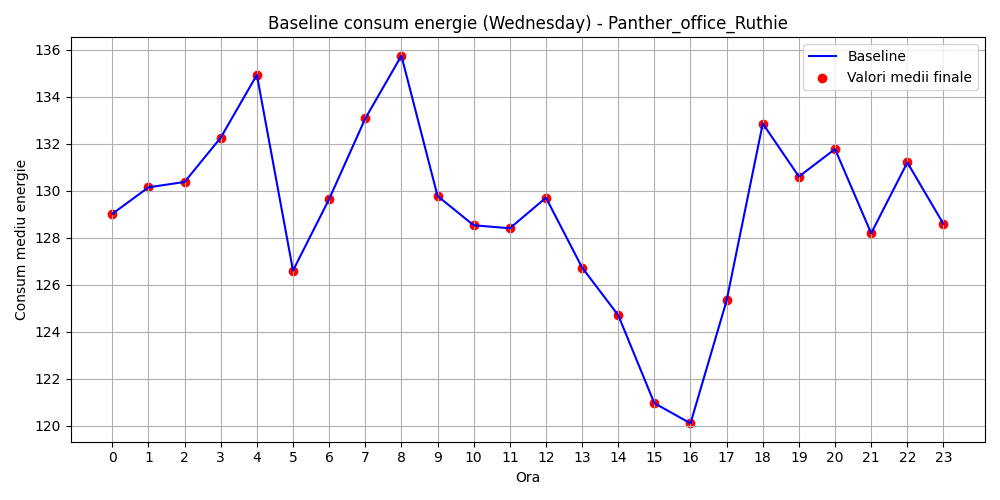 Baseline consum energie (Wednesday) - Panther_office_Ruthie
Baseline
Valori medii finale
Consum mediu energie
136
134
132
130
128
126
124
122
120
0 1 2 3 4 5 6 7 8 9 10 11 12 13 14 15 16 17 18 19 20 21 22 23
Ora